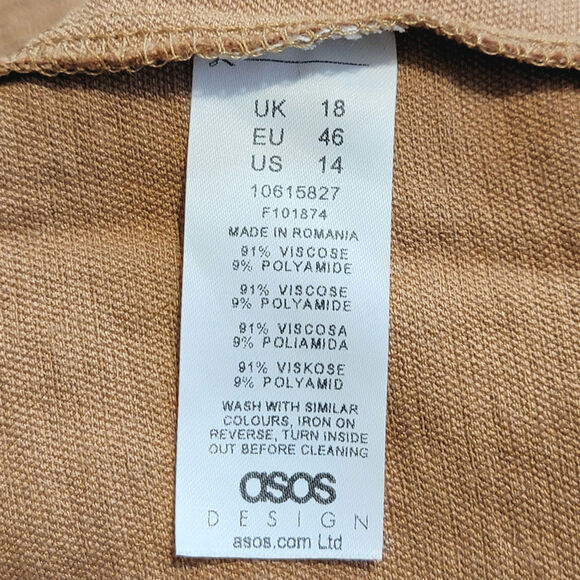 UK 18
EU 46
US 14
10615827
F101874
MADE IN ROMANIA
91% VISCOSE
9% POLYAMIDE
91% VISCOSE
9% POLYAMIDE
91% VISCOSA
9% POLIAMIDA
91% VISKOSE
9% POLYAMID
WASH WITH SIMILAR
COLOURS, IRON ON
REVERSE, TURN INSIDE
OUT BEFORE CLEANING
asos
DESIGN
asos.com Ltd